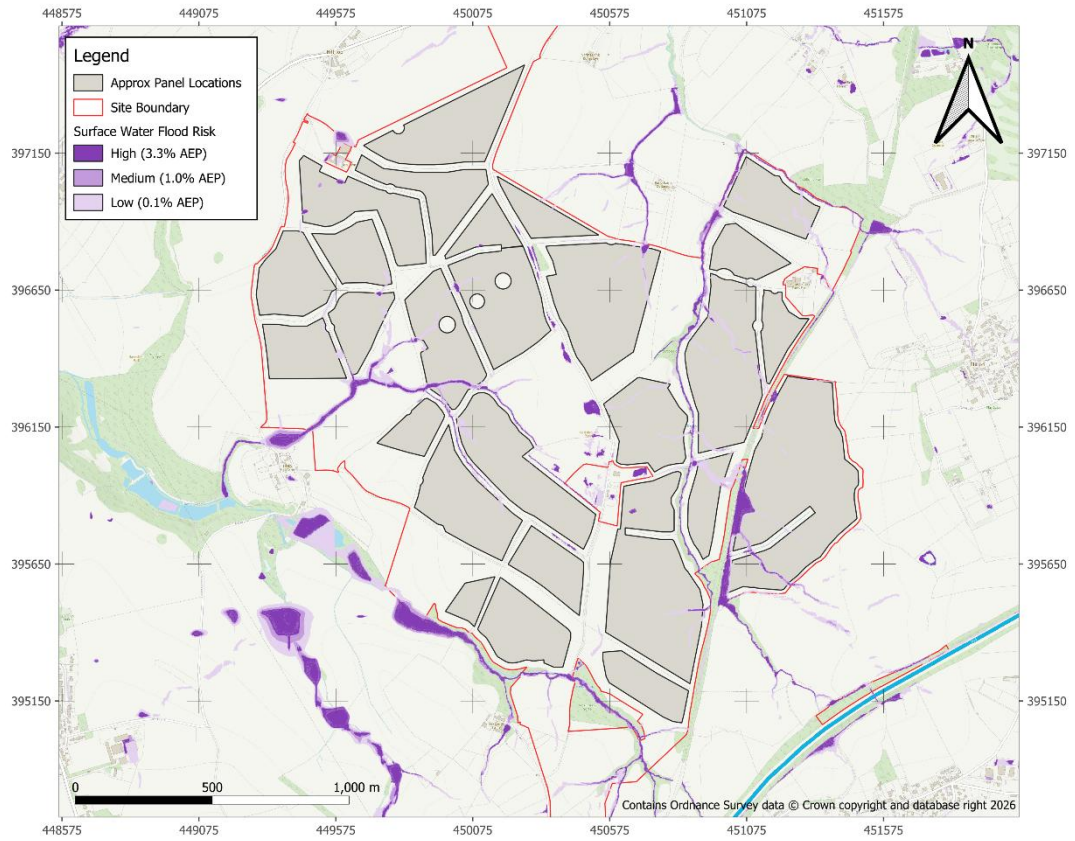 448575 449075 449575 450075 450575 451075 451575
Legend
Approx Panel Locations
Site Boundary
Surface Water Flood Risk
High (3.3% AEP)
Medium (1.0% AEP)
Low (0.1% AEP)
N
397150 397150
396650 396650
396150 396150
395650 395650
395150 395150
0 500 1,000 m
Contains Ordnance Survey data © Crown copyright and database right 2026
448575 449075 449575 450075 450575 451075 451575